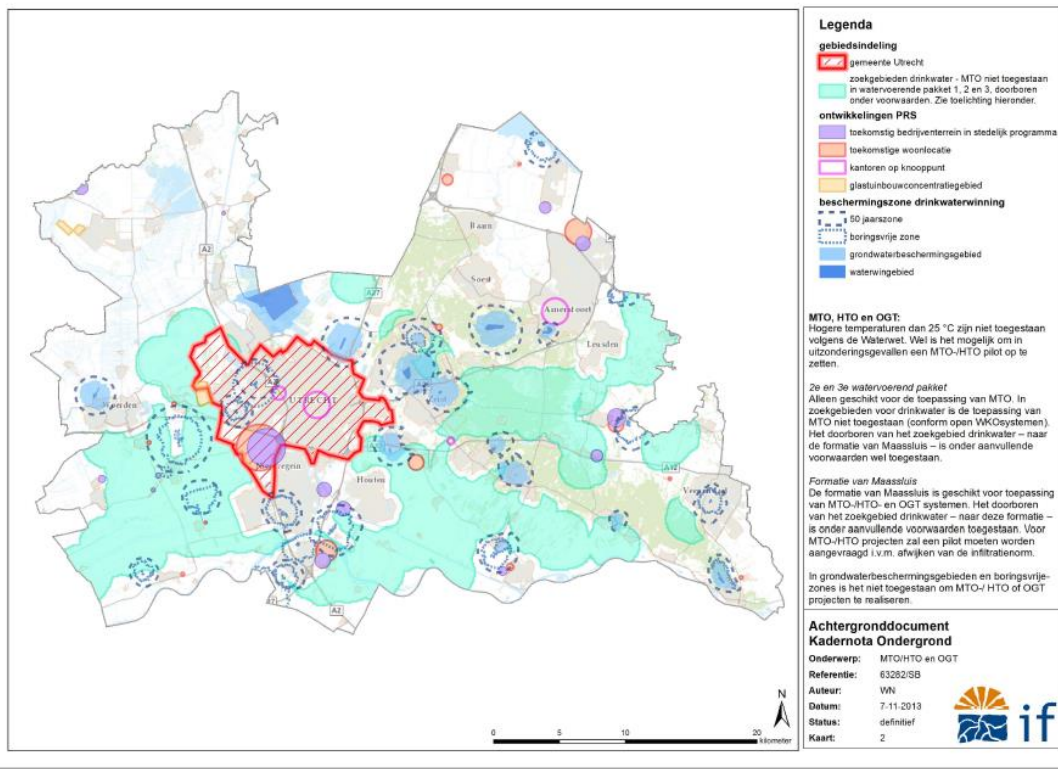 Legenda
gebiedsindeling
gemeente Utrecht
zoekgebieden drinkwater - MTO niet toegestaan
in watervoerende pakket 1, 2 en 3, doorboren
onder voorwaarden. Zie toelichting hieronder.
ontwikkelingen PRS
toekomstig bedrijventerrein in stedelijk programma
toekomstige woonlocatie
kantoren op knooppunt
glastuinbouwconcentratiegebied
beschermingszone drinkwaterwinning
50 jaarszone
boringsvrije zone
grondwaterbeschermingsgebied
waterwingebied
MTO, HTO en OGT:
Hogere temperaturen dan 25 °C zijn niet toegestaan
volgens de Waterwet. Wel is het mogelijk om in
uitzonderingsgevallen een MTO-/HTO pilot op te
zetten.
2e en 3e watervoerend pakket
Alleen geschikt voor de toepassing van MTO. In
zoekgebieden voor drinkwater is de toepassing van
MTO niet toegestaan (conform open WKOsystemen).
Het doorboren van het zoekgebied drinkwater – naar
de formatie van Maassluis – is onder aanvullende
voorwaarden wel toegestaan.
Formatie van Maassluis
De formatie van Maassluis is geschikt voor toepassing
van MTO-/HTO- en OGT systemen. Het doorboren
van het zoekgebied drinkwater – naar deze formatie –
is onder aanvullende voorwaarden toegestaan. Voor
MTO-/HTO projecten zal een pilot moeten worden
aangevraagd i.v.m. afwijken van de infiltratienorm.
In grondwaterbeschermingsgebieden en boringsvrije-
zones is het niet toegestaan om MTO-/ HTO of OGT
projecten te realiseren.
Achtergronddocument
Kadernota Ondergrond
Onderwerp: MTO/HTO en OGT
Referentie: 63282/SB
Auteur: WN
Datum: 7-11-2013
Status: definitief
Kaart: 2
if
Baarn
A2
Soest
A27
Amersfoort
Leusden
UTRECHT
Houten
A12
A2
N
0 5 10 20
kilometer